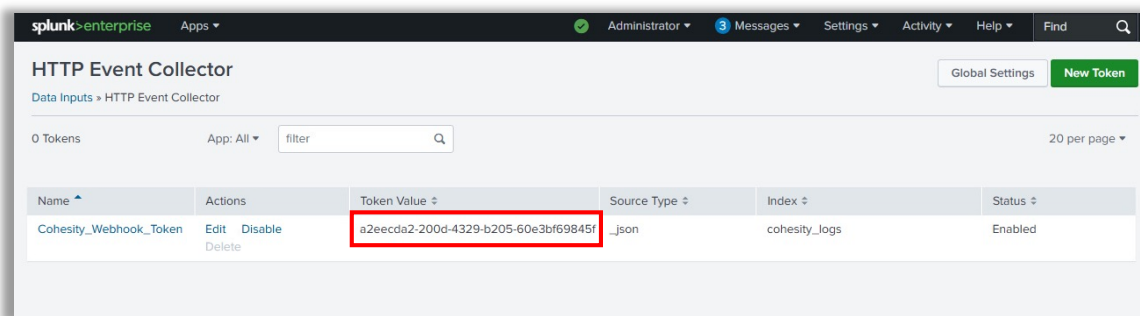 splunk>enterprise Apps Administrator 3 Messages Settings Activity Help Find
HTTP Event Collector Global Settings New Token
Data Inputs » HTTP Event Collector
0 Tokens App: All filter 20 per page
Name Actions Token Value Source Type Index Status
Cohesity_Webhook_Token Edit Disable a2eecda2-200d-4329-b205-60e3bf69845f _json cohesity_logs Enabled
Delete